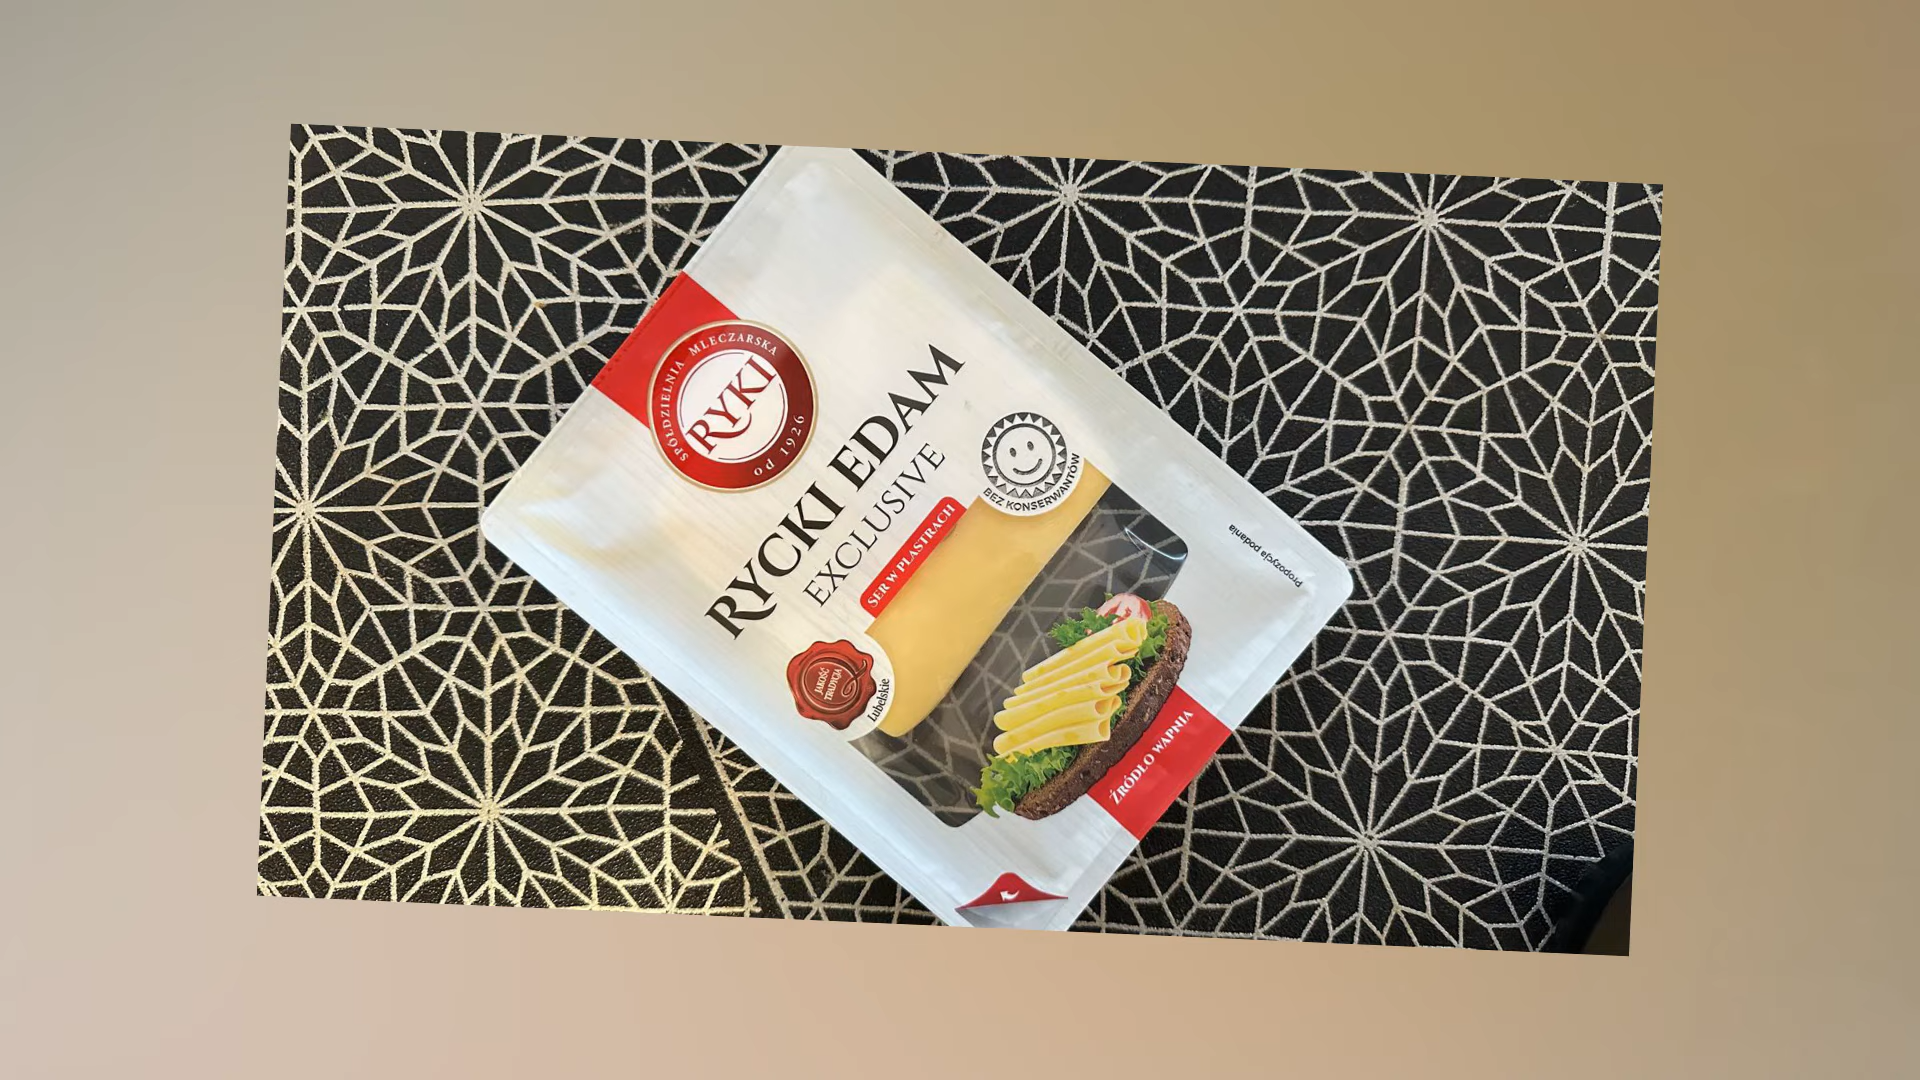 SPÓŁDZIELNIA MLECZARSKA
RYKI
od 1926
RYCKI EDAM
EXCLUSIVE
SER W PLASTRACH
BEZ KONSERWANTÓW
JAKOŚĆ
TRADYCJA
Lubelskie
Propozycja podania
ŹRÓDŁO WAPNIA